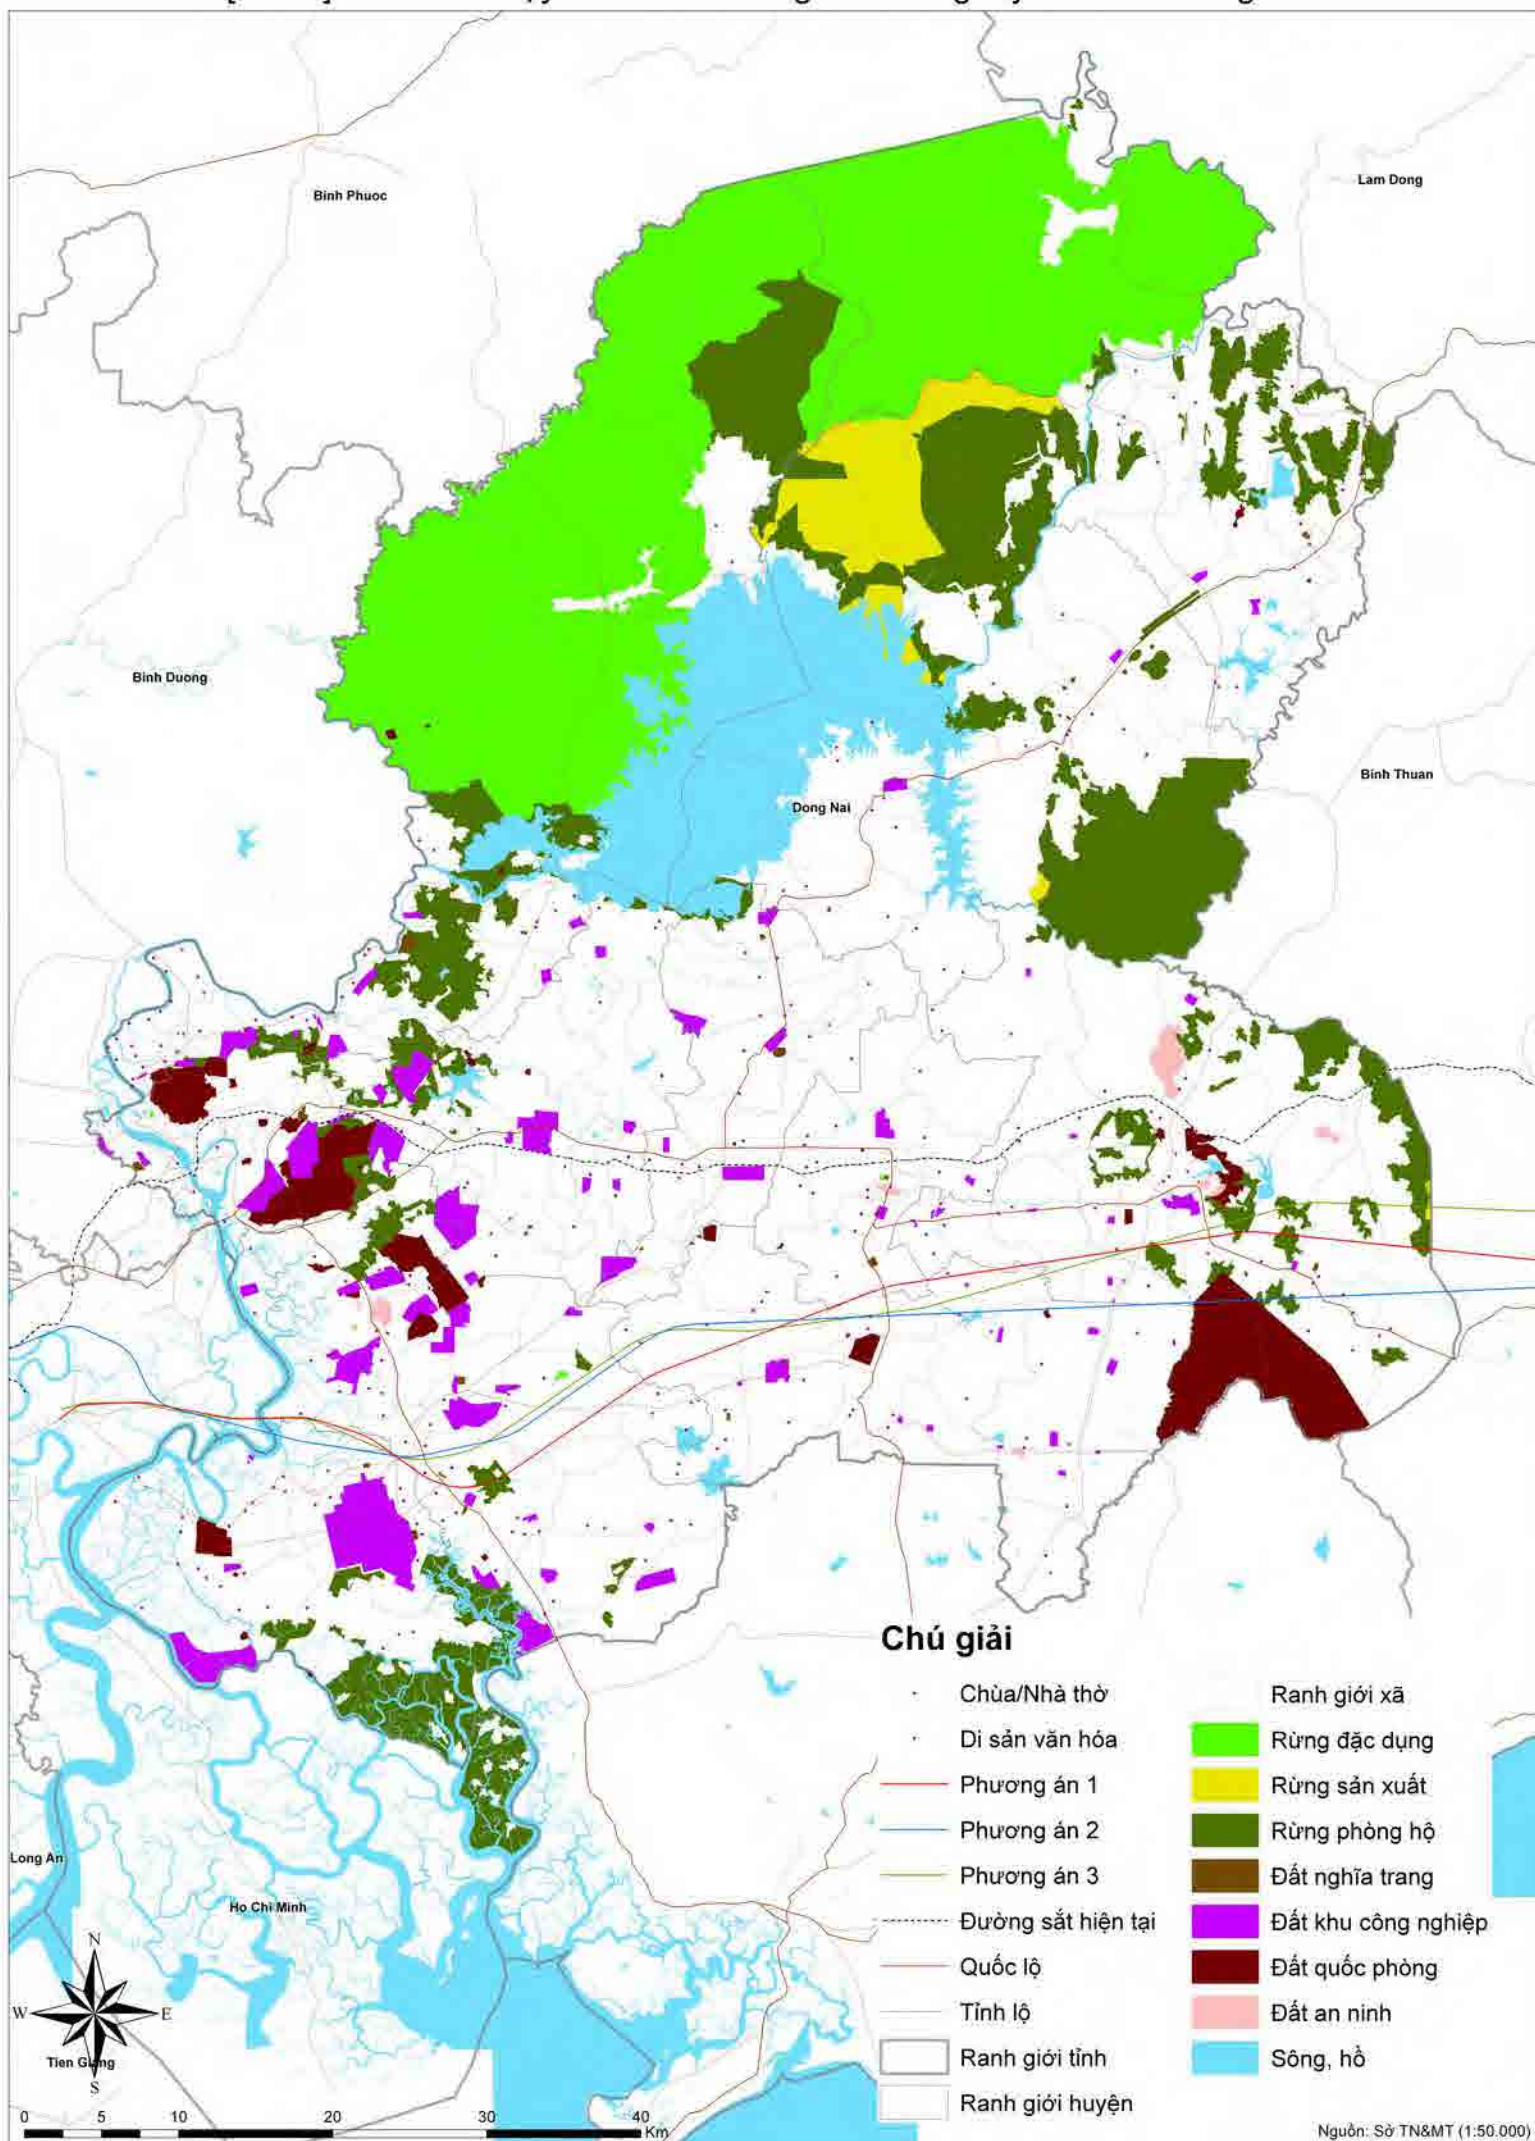 Binh Phuoc
Lam Dong
Binh Duong
Binh Thuan
Dong Nai
Chú giải
Chùa/Nhà thờ
Di sản văn hóa
Phương án 1
Phương án 2
Phương án 3
Đường sắt hiện tại
Quốc lộ
Tỉnh lộ
Ranh giới tỉnh
Ranh giới huyện
Ranh giới xã
Rừng đặc dụng
Rừng sản xuất
Rừng phòng hộ
Đất nghĩa trang
Đất khu công nghiệp
Đất quốc phòng
Đất an ninh
Sông, hồ
Long An
Ho Chi Minh
N
W E
Tien Giang
S
0 5 10 20 30 40
Km
Nguồn: Sở TN&MT (1:50.000)